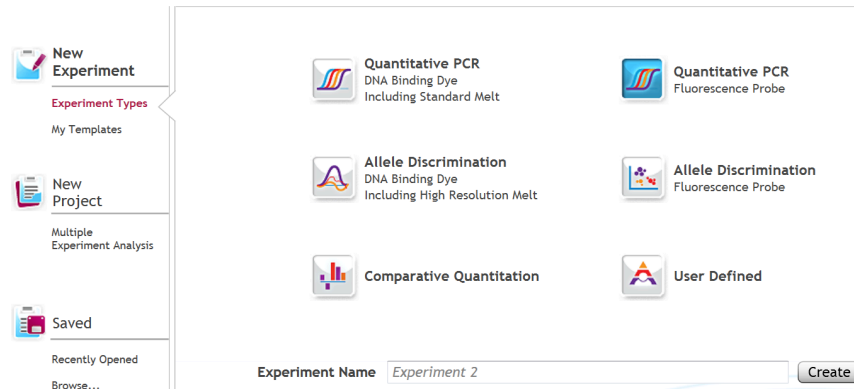 New
Experiment
Experiment Types
My Templates
New
Project
Multiple
Experiment Analysis
Saved
Recently Opened
Browse...
Quantitative PCR
DNA Binding Dye
Including Standard Melt
Quantitative PCR
Fluorescence Probe
Allele Discrimination
DNA Binding Dye
Including High Resolution Melt
Allele Discrimination
Fluorescence Probe
Comparative Quantitation
User Defined
Experiment Name
Experiment 2
Create